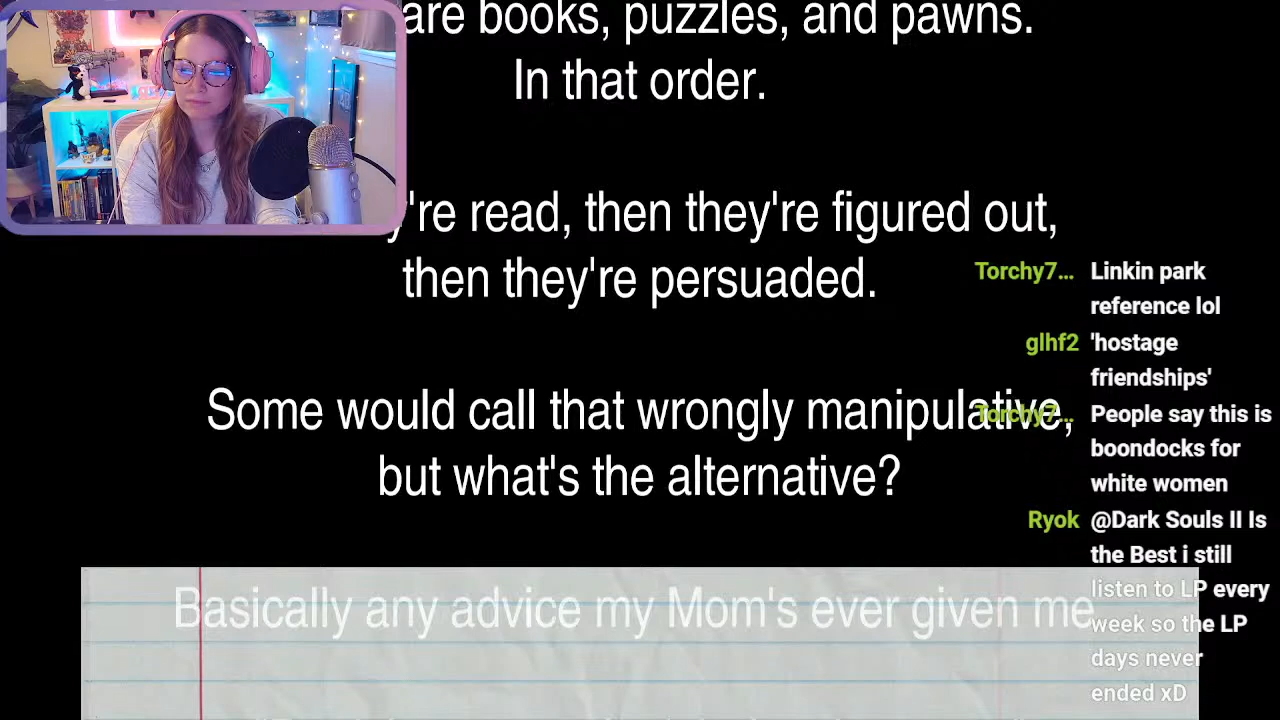 are books, puzzles, and pawns.
In that order.
y're read, then they're figured out,
then they're persuaded.
Some would call that wrongly manipulative,
but what's the alternative?
Basically any advice my Mom's ever given me
Torchy7... Linkin park
reference lol
glhf2 'hostage
friendships'
Torchy7... People say this is
boondocks for
white women
Ryok @Dark Souls II Is
the Best i still
listen to LP every
week so the LP
days never
ended xD